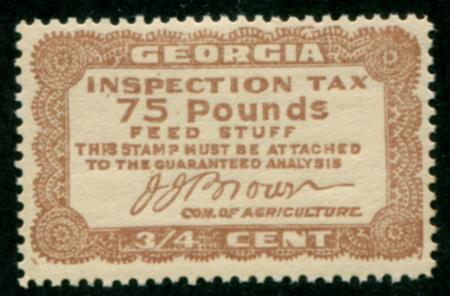 GEORGIA
INSPECTION TAX
75 Pounds
FEED STUFF
THIS STAMP MUST BE ATTACHED
TO THE GUARANTEED ANALYSIS
J.J. Brown
COM. OF AGRICULTURE.
3/4 CENT